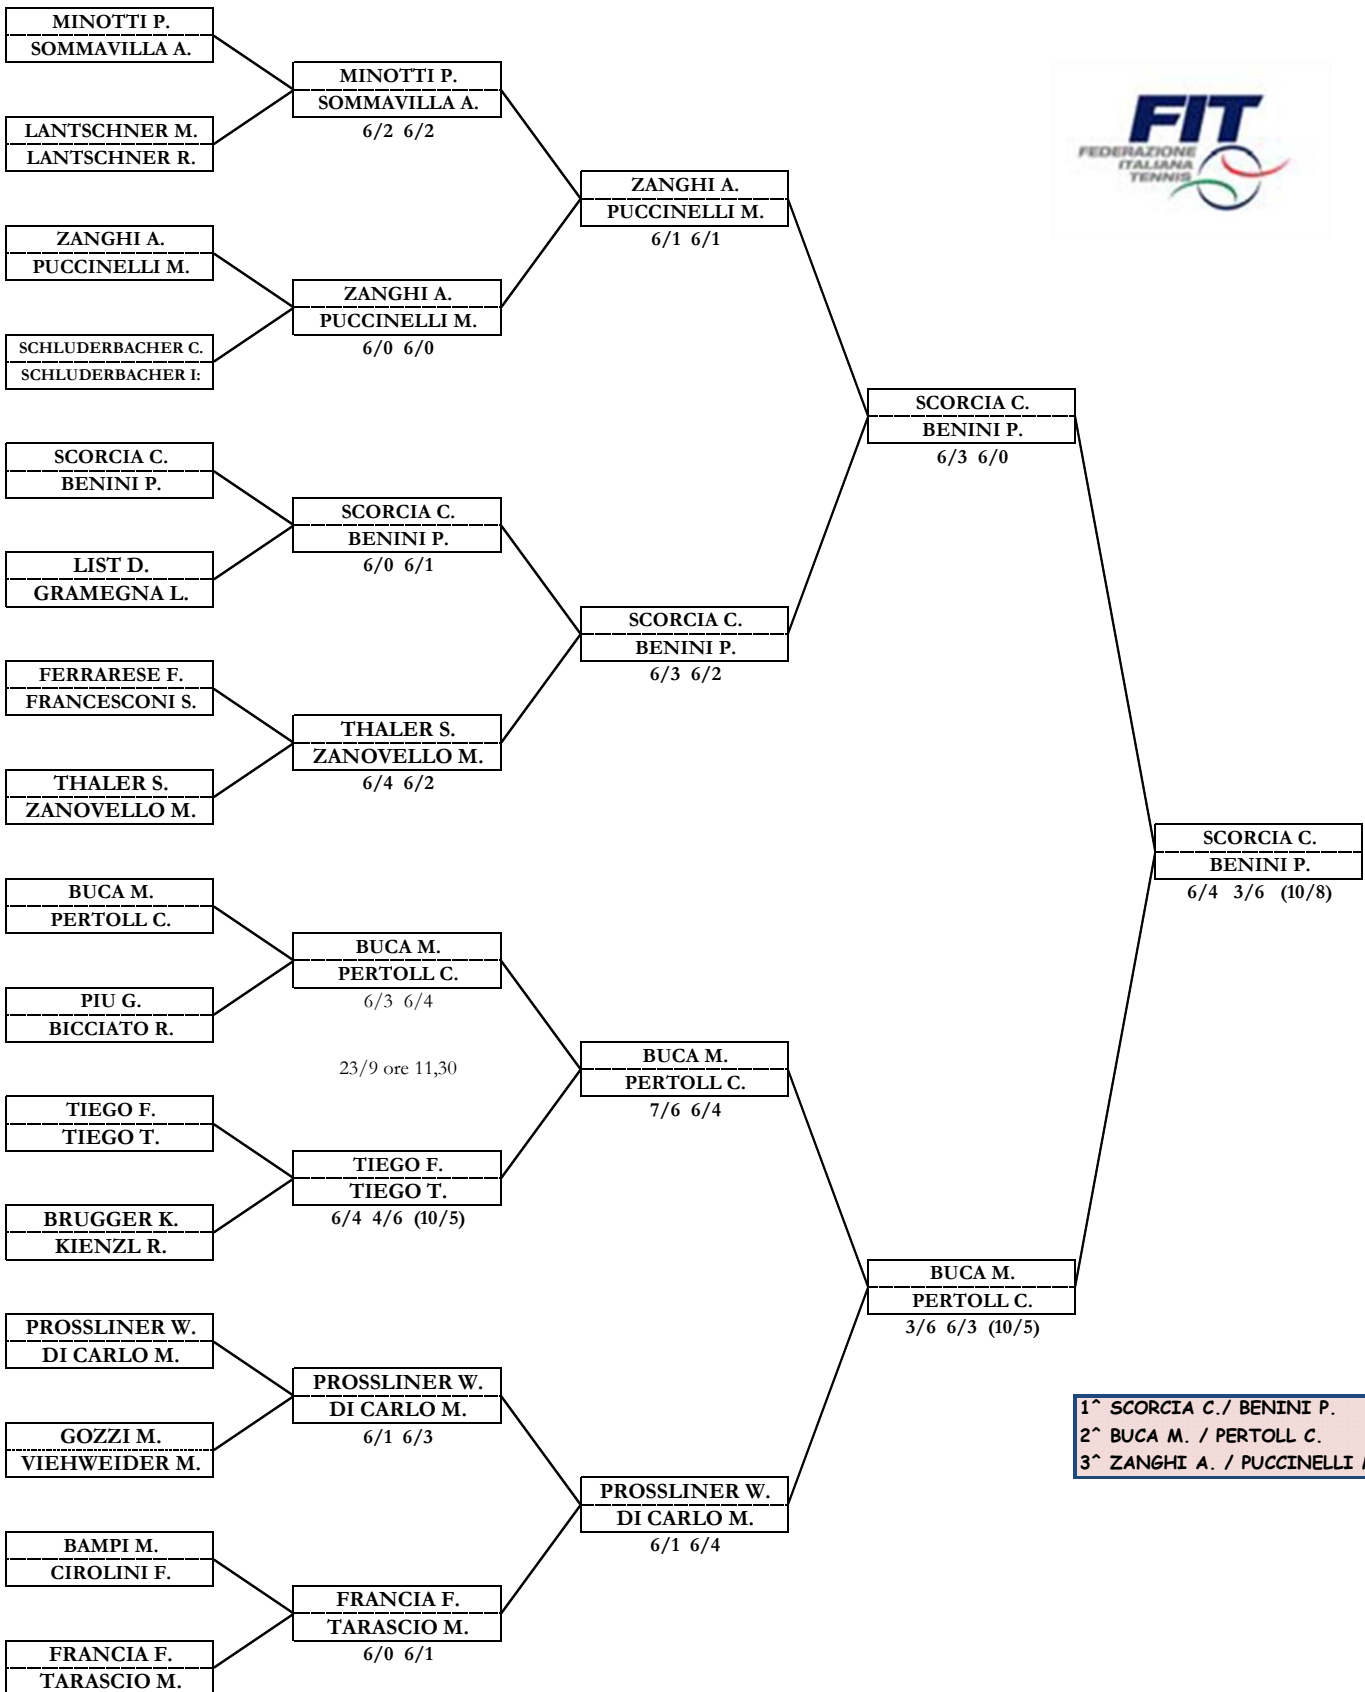 MINOTTI P.
SOMMAVILLA A.
LANTSCHNER M.
LANTSCHNER R.
ZANGHI A.
PUCCINELLI M.
SCHLUDERBACHER C.
SCHLUDERBACHER I:
SCORCIA C.
BENINI P.
LIST D.
GRAMEGNA L.
FERRARESE F.
FRANCESCONI S.
THALER S.
ZANOVELLO M.
BUCA M.
PERTOLL C.
PIU G.
BICCIATO R.
TIEGO F.
TIEGO T.
BRUGGER K.
KIENZL R.
PROSSLINER W.
DI CARLO M.
GOZZI M.
VIEHWEIDER M.
BAMPI M.
CIROLINI F.
FRANCIA F.
TARASCIO M.
MINOTTI P.
SOMMAVILLA A.
6/2 6/2
ZANGHI A.
PUCCINELLI M.
6/0 6/0
SCORCIA C.
BENINI P.
6/0 6/1
THALER S.
ZANOVELLO M.
6/4 6/2
BUCA M.
PERTOLL C.
6/3 6/4
23/9 ore 11,30
TIEGO F.
TIEGO T.
6/4 4/6 (10/5)
PROSSLINER W.
DI CARLO M.
6/1 6/3
FRANCIA F.
TARASCIO M.
6/0 6/1
ZANGHI A.
PUCCINELLI M.
6/1 6/1
SCORCIA C.
BENINI P.
6/3 6/2
BUCA M.
PERTOLL C.
7/6 6/4
PROSSLINER W.
DI CARLO M.
6/1 6/4
SCORCIA C.
BENINI P.
6/3 6/0
BUCA M.
PERTOLL C.
3/6 6/3 (10/5)
FIT
FEDERAZIONE
ITALIANA
TENNIS
SCORCIA C.
BENINI P.
6/4 3/6 (10/8)
1^ SCORCIA C./ BENINI P.
2^ BUCA M. / PERTOLL C.
3^ ZANGHI A. / PUCCINELLI